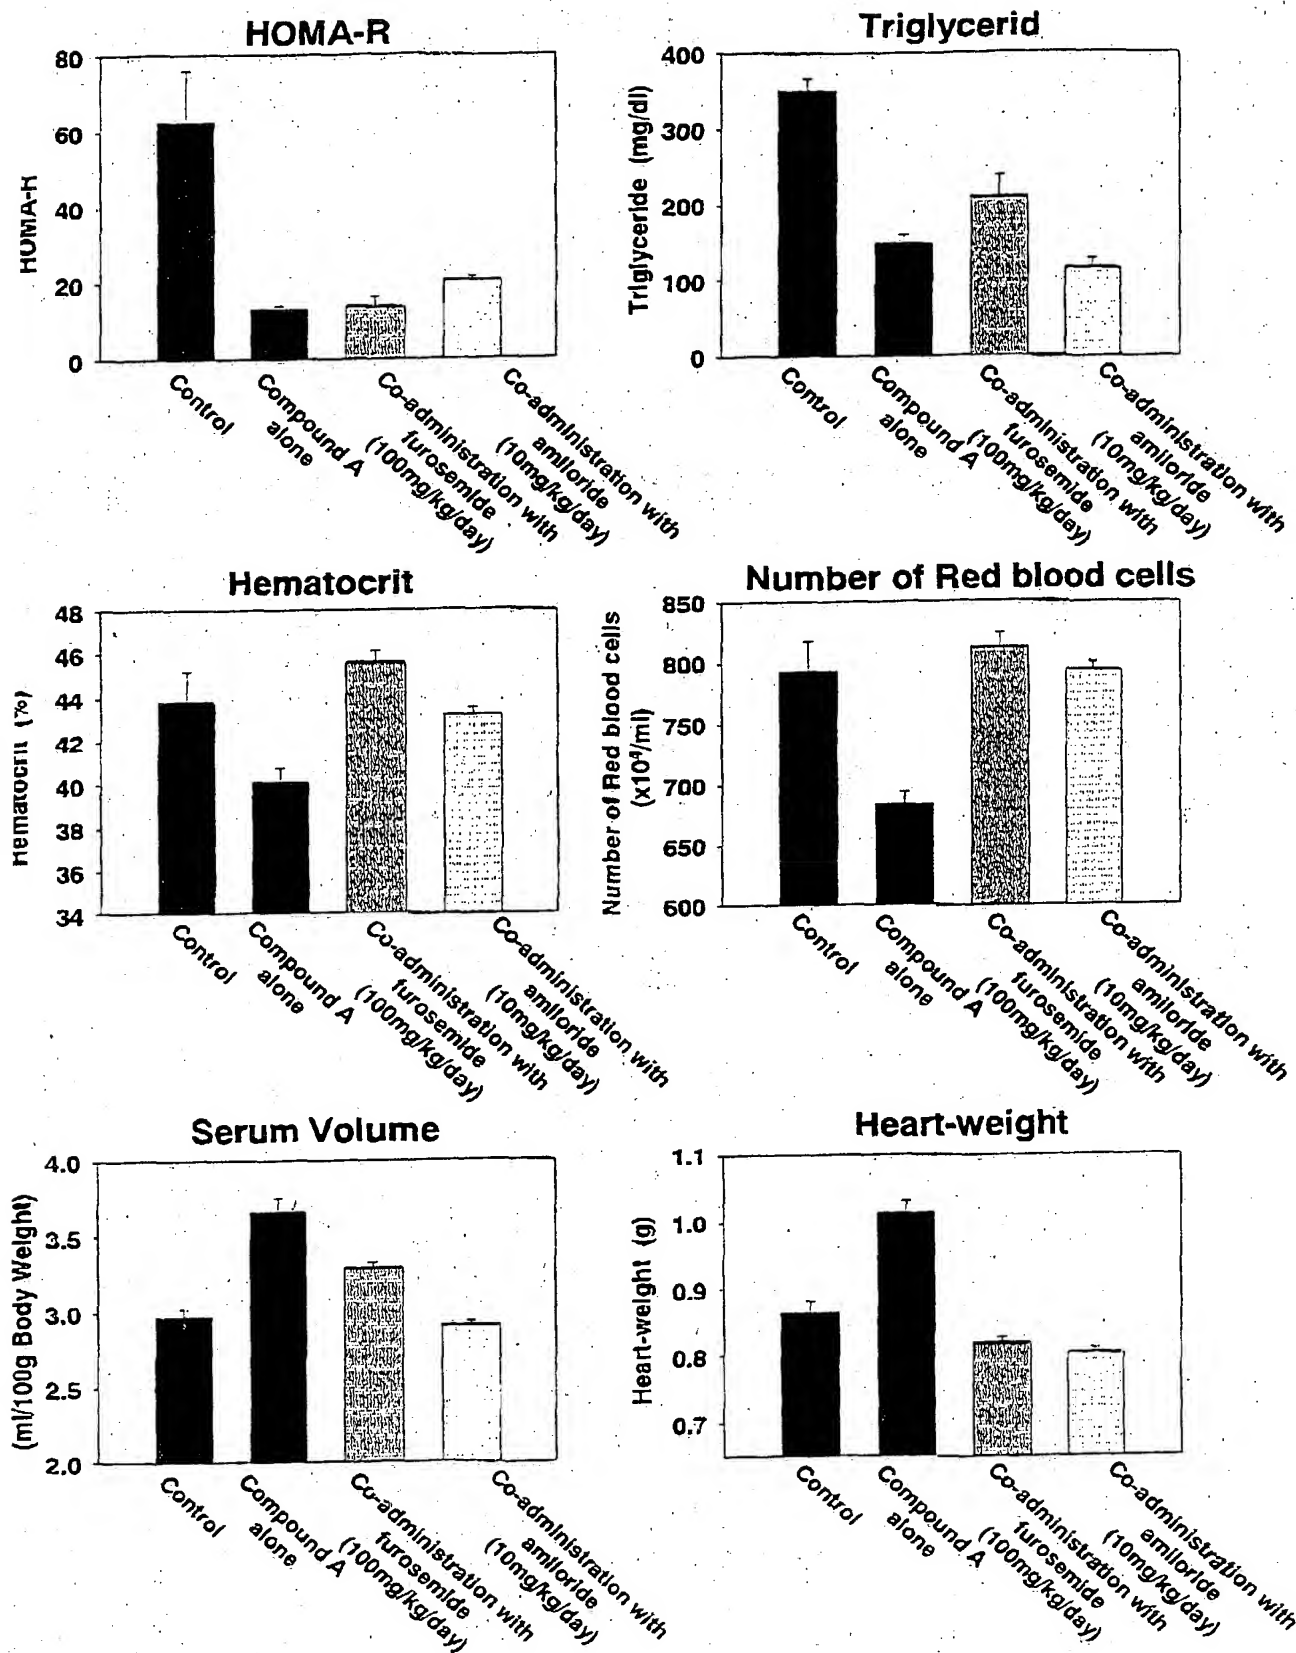 HOMA-R
80
60
40
20
0
HOMA-R
Control
Compound A
alone
Co-administration with
furosemide
(100mg/kg/day)
Co-administration with
amiloride
(10mg/kg/day)
Triglycerid
400
300
200
100
0
Triglyceride (mg/dl)
Control
Compound A
alone
Co-administration with
furosemide
(100mg/kg/day)
Co-administration with
amiloride
(10mg/kg/day)
Hematocrit
48
46
44
42
40
38
36
34
Hematocrit (%)
Control
Compound A
alone
Co-administration with
furosemide
(100mg/kg/day)
Co-administration with
amiloride
(10mg/kg/day)
Number of Red blood cells
850
800
750
700
650
600
Number of Red blood cells
(x10⁴/mil)
Control
Compound A
alone
Co-administration with
furosemide
(100mg/kg/day)
Co-administration with
amiloride
(10mg/kg/day)
Serum Volume
4.0
3.5
3.0
2.5
2.0
(ml/100g Body Weight)
Control
Compound A
alone
Co-administration with
furosemide
(100mg/kg/day)
Co-administration with
amiloride
(10mg/kg/day)
Heart-weight
1.1
1.0
0.9
0.8
0.7
Heart-weight (g)
Control
Compound A
alone
Co-administration with
furosemide
(100mg/kg/day)
Co-administration with
amiloride
(10mg/kg/day)